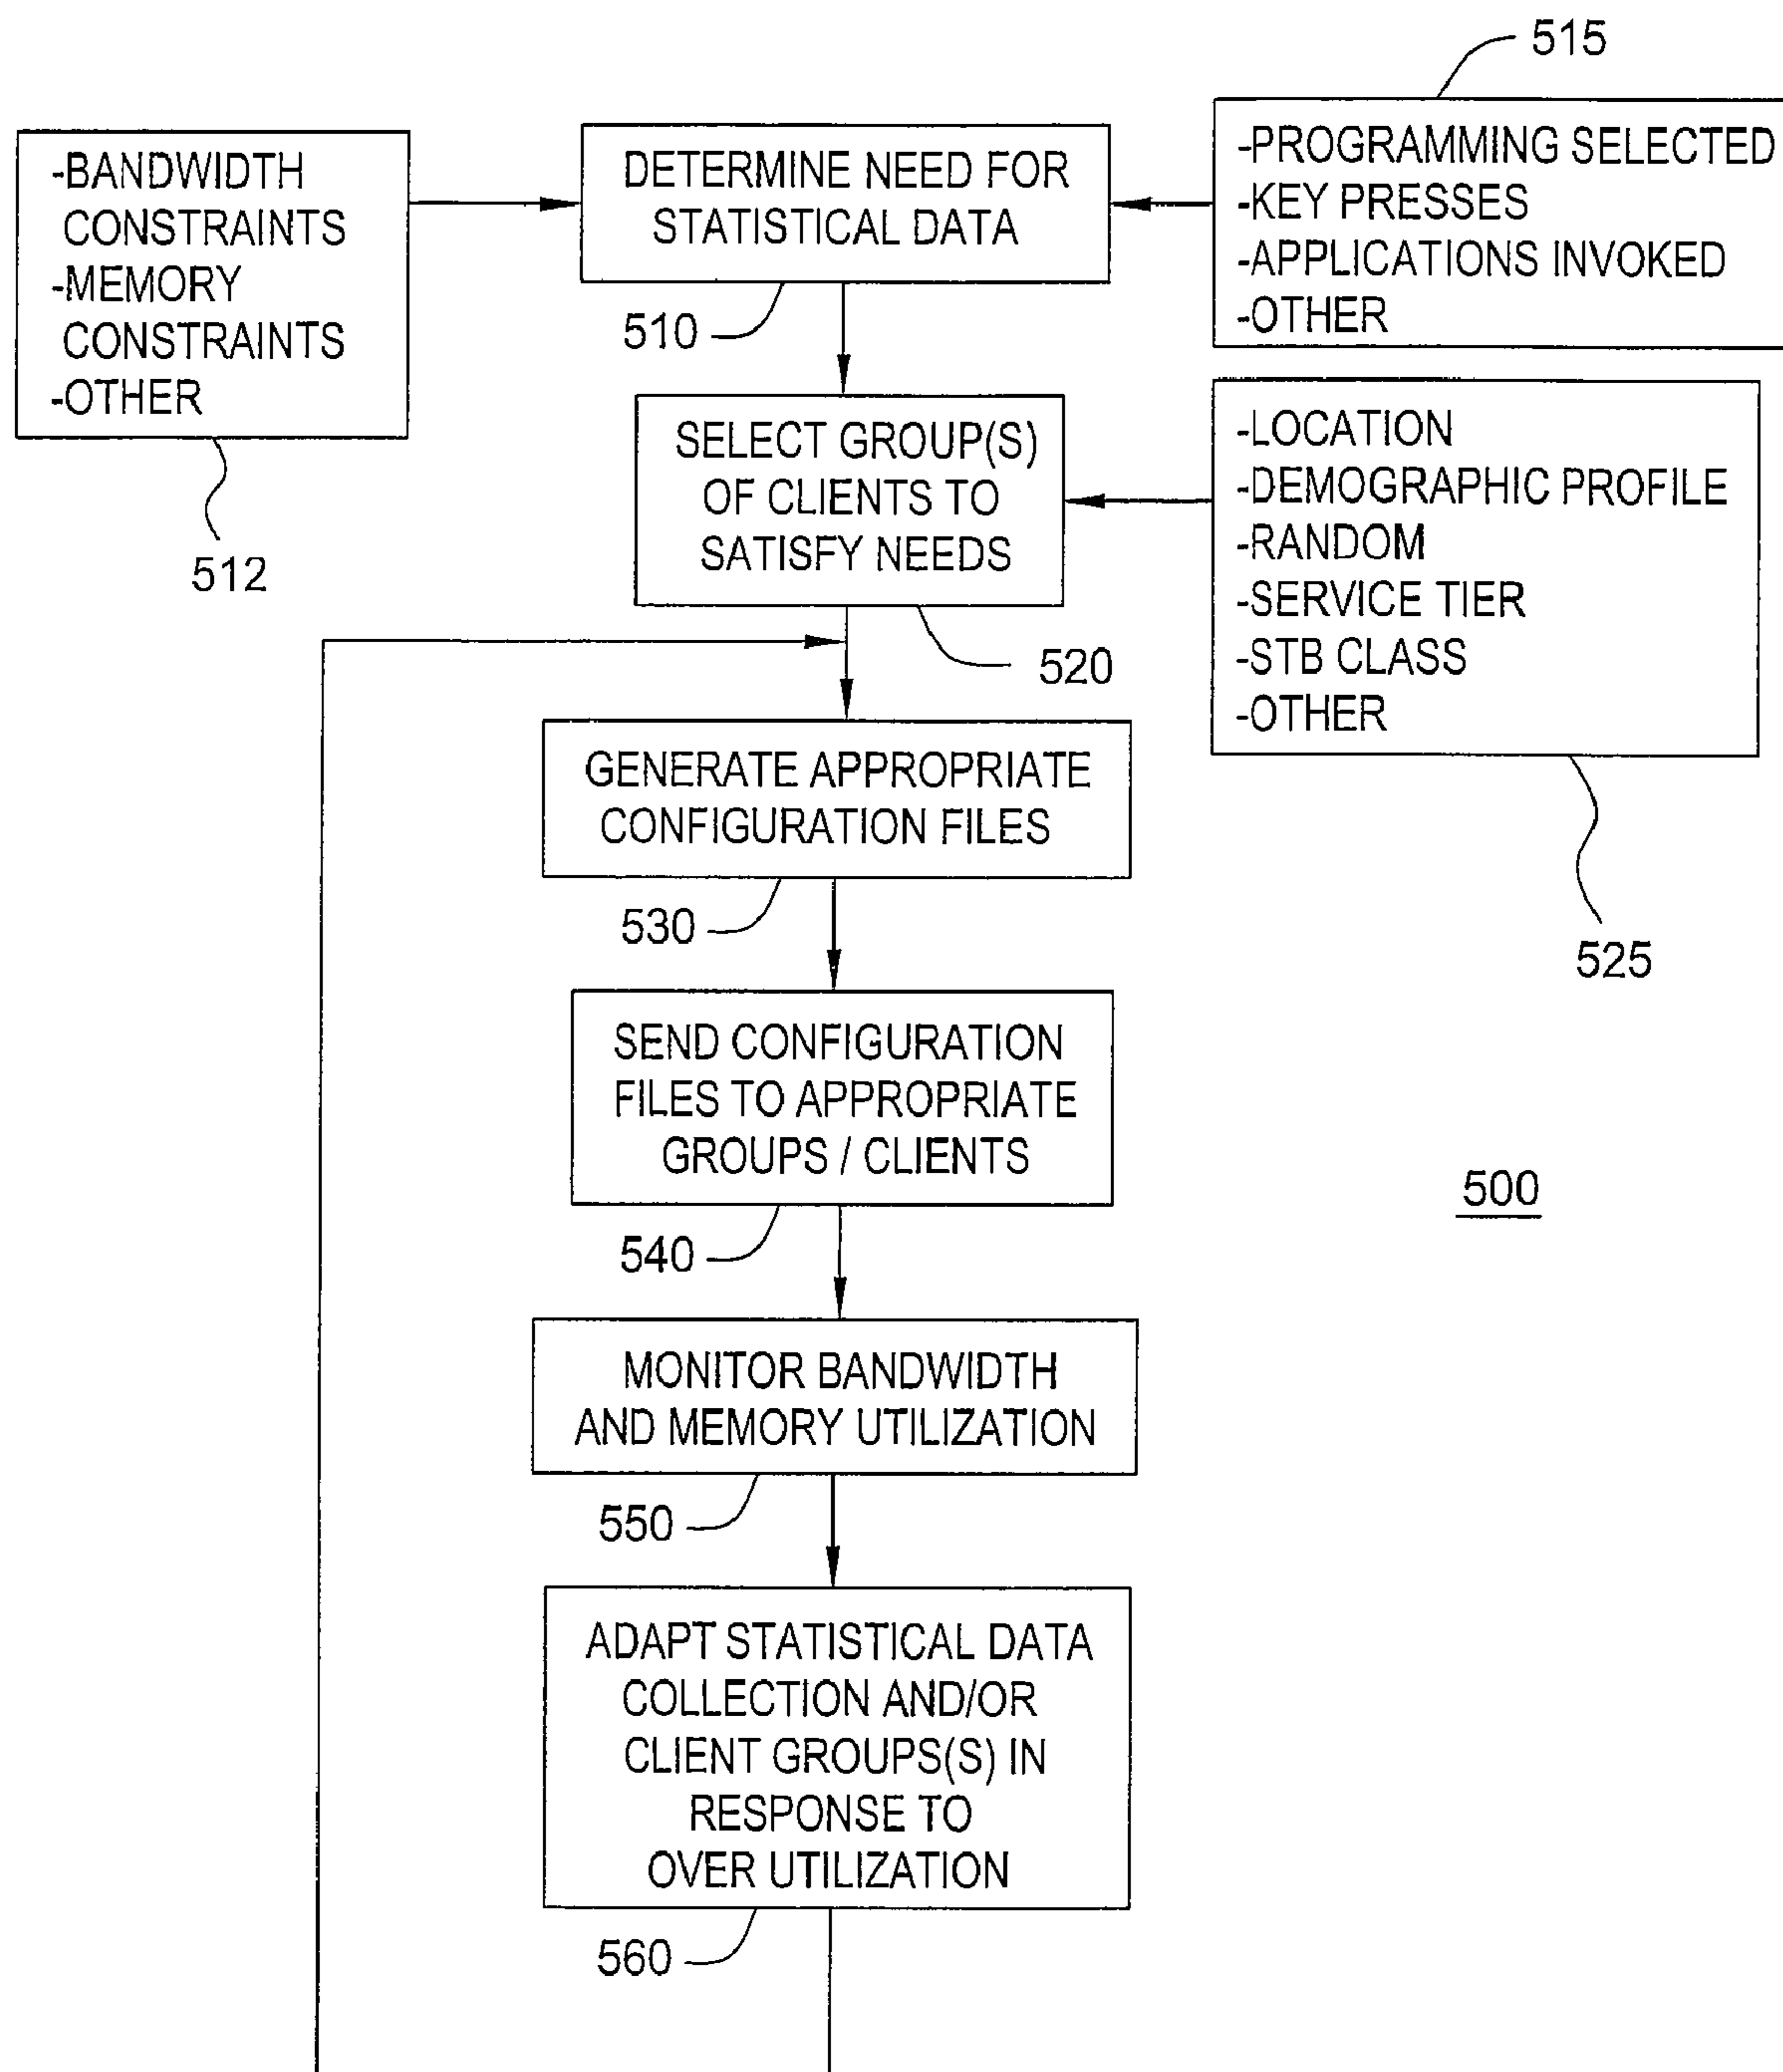 515
-BANDWIDTH
CONSTRAINTS
-MEMORY
CONSTRAINTS
-OTHER
512
DETERMINE NEED FOR
STATISTICAL DATA
510
-PROGRAMMING SELECTED
-KEY PRESSES
-APPLICATIONS INVOKED
-OTHER
SELECT GROUP(S)
OF CLIENTS TO
SATISFY NEEDS
520
-LOCATION
-DEMOGRAPHIC PROFILE
-RANDOM
-SERVICE TIER
-STB CLASS
-OTHER
525
GENERATE APPROPRIATE
CONFIGURATION FILES
530
SEND CONFIGURATION
FILES TO APPROPRIATE
GROUPS / CLIENTS
540
500
MONITOR BANDWIDTH
AND MEMORY UTILIZATION
550
ADAPT STATISTICAL DATA
COLLECTION AND/OR
CLIENT GROUPS(S) IN
RESPONSE TO
OVER UTILIZATION
560